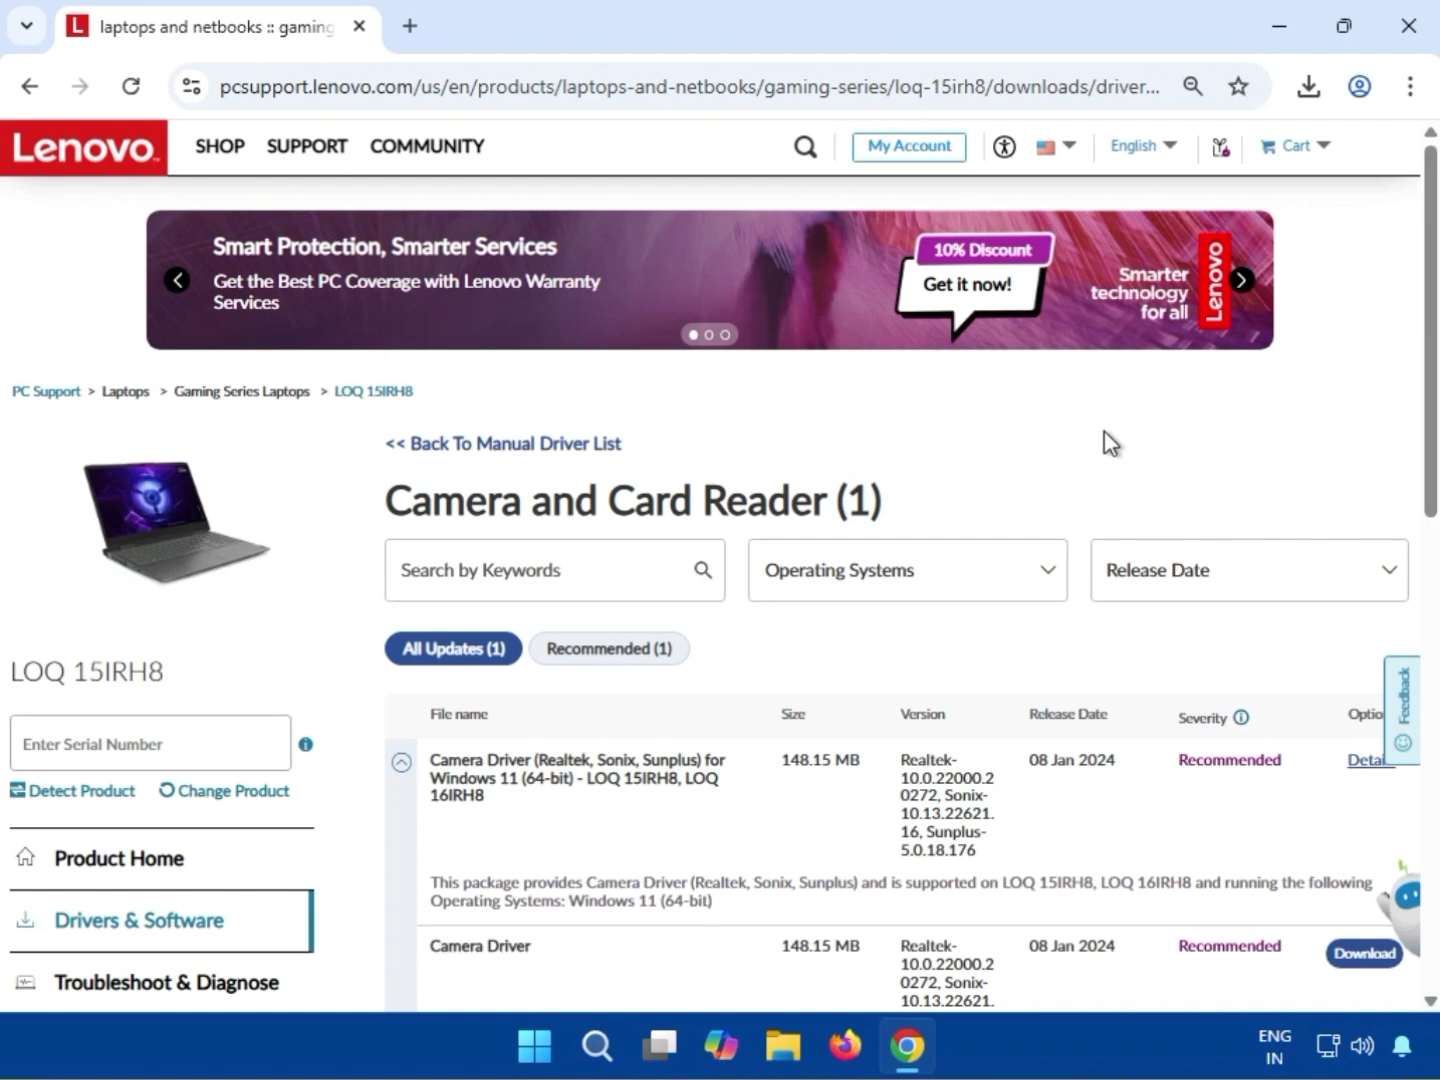 laptops and netbooks :: gaming
pcsupport.lenovo.com/us/en/products/laptops-and-netbooks/gaming-series/loq-15irh8/downloads/driver...
Lenovo
SHOP SUPPORT COMMUNITY
My Account
English
Cart
Smart Protection, Smarter Services
Get the Best PC Coverage with Lenovo Warranty
Services
10% Discount
Get it now!
Smarter
technology
for all
Lenovo
PC Support > Laptops > Gaming Series Laptops > LOQ 15IRH8
<< Back To Manual Driver List
Camera and Card Reader (1)
Search by Keywords
Operating Systems
Release Date
All Updates (1)
Recommended (1)
LOQ 15IRH8
Enter Serial Number
Detect Product
Change Product
Product Home
Drivers & Software
Troubleshoot & Diagnose
File name Size Version Release Date Severity Optio
Camera Driver (Realtek, Sonix, Sunplus) for
Windows 11 (64-bit) - LOQ 15IRH8, LOQ
16IRH8
148.15 MB
Realtek-
10.0.22000.2
0272, Sonix-
10.13.22621.
16, Sunplus-
5.0.18.176
08 Jan 2024
Recommended
Detai
This package provides Camera Driver (Realtek, Sonix, Sunplus) and is supported on LOQ 15IRH8, LOQ 16IRH8 and running the following
Operating Systems: Windows 11 (64-bit)
Camera Driver
148.15 MB
Realtek-
10.0.22000.2
0272, Sonix-
10.13.22621.
08 Jan 2024
Recommended
Download
Feedback
ENG
IN